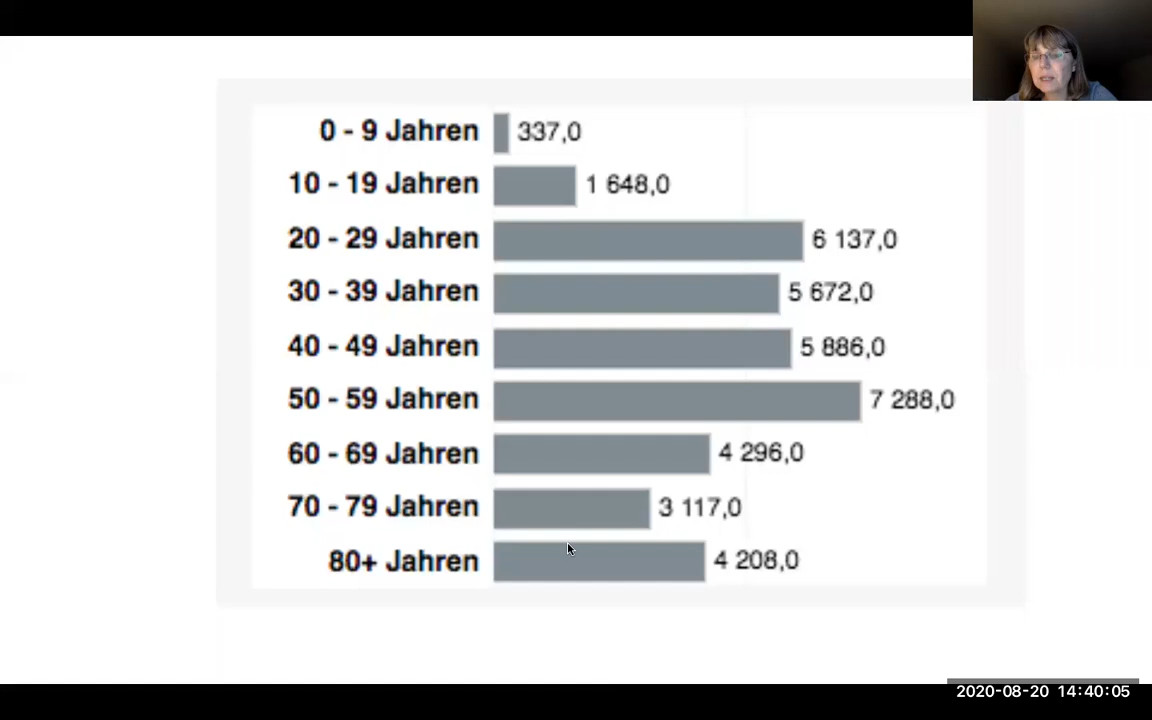 0 - 9 Jahren 337,0
10 - 19 Jahren 1 648,0
20 - 29 Jahren 6 137,0
30 - 39 Jahren 5 672,0
40 - 49 Jahren 5 886,0
50 - 59 Jahren 7 288,0
60 - 69 Jahren 4 296,0
70 - 79 Jahren 3 117,0
80+ Jahren 4 208,0
2020-08-20 14:40:05